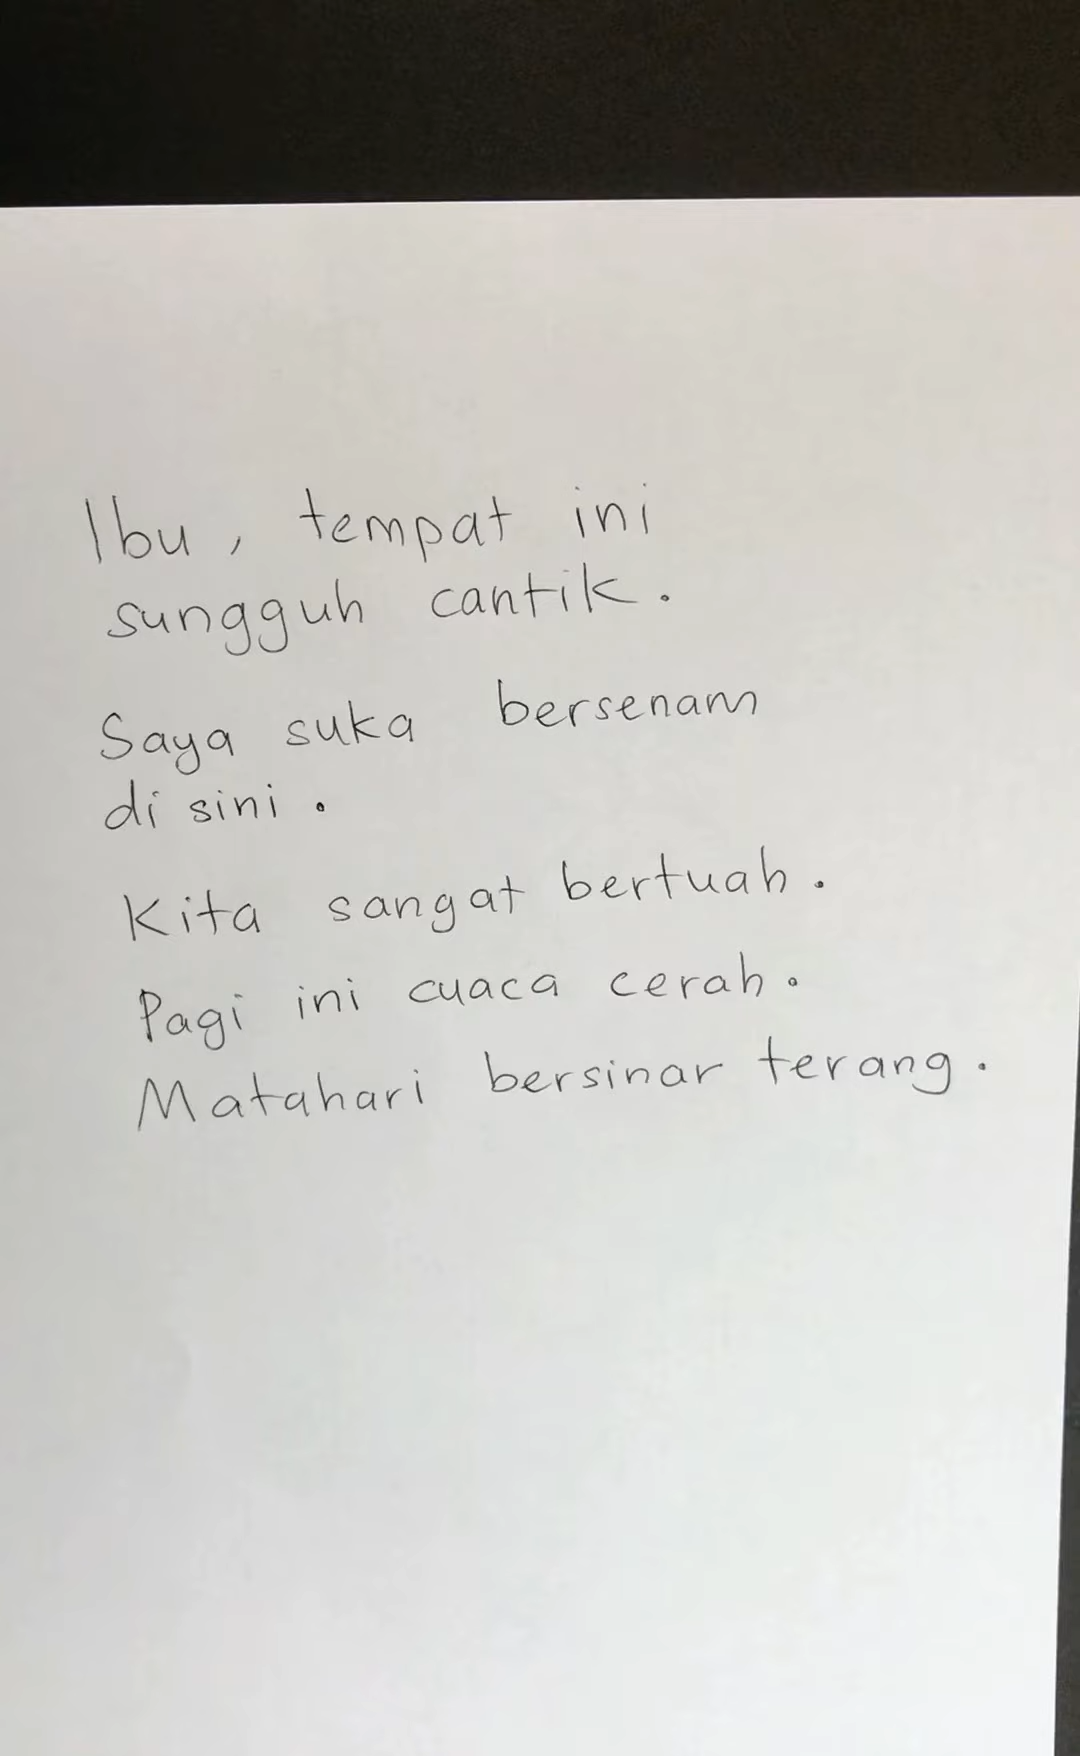 Ibu, tempat ini
sungguh cantik.
Saya suka bersenam
di sini.
Kita sangat bertuah.
Pagi ini cuaca cerah.
Matahari bersinar terang.